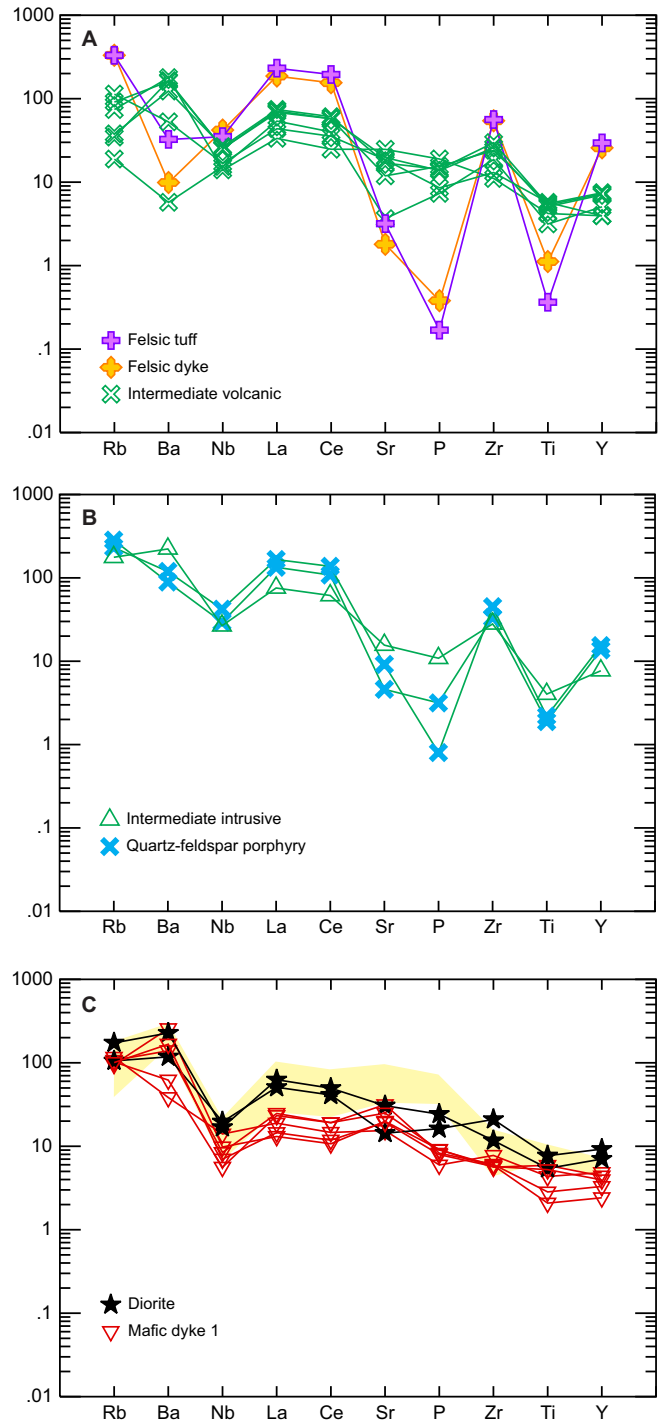 1000
A
100
10
1
.1
.01
Felsic tuff
Felsic dyke
Intermediate volcanic
Rb Ba Nb La Ce Sr P Zr Ti Y
1000
B
100
10
1
.1
.01
Intermediate intrusive
Quartz-feldspar porphyry
Rb Ba Nb La Ce Sr P Zr Ti Y
1000
C
100
10
1
.1
.01
Diorite
Mafic dyke 1
Rb Ba Nb La Ce Sr P Zr Ti Y